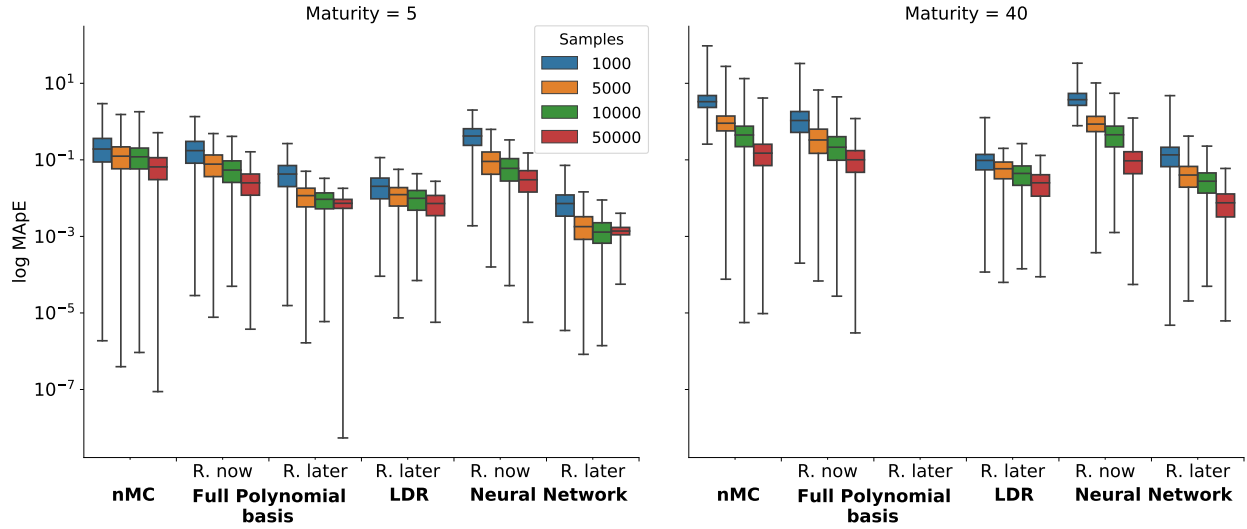 Maturity = 5
Maturity = 40
Samples
1000
5000
10000
50000
log MApE
10�1
10⁻1
10⁻3
10⁻5
10⁻7
R. now R. later R. now R. later
nMC Full Polynomial basis LDR Neural Network
R. now R. later R. now R. later
nMC Full Polynomial basis LDR Neural Network